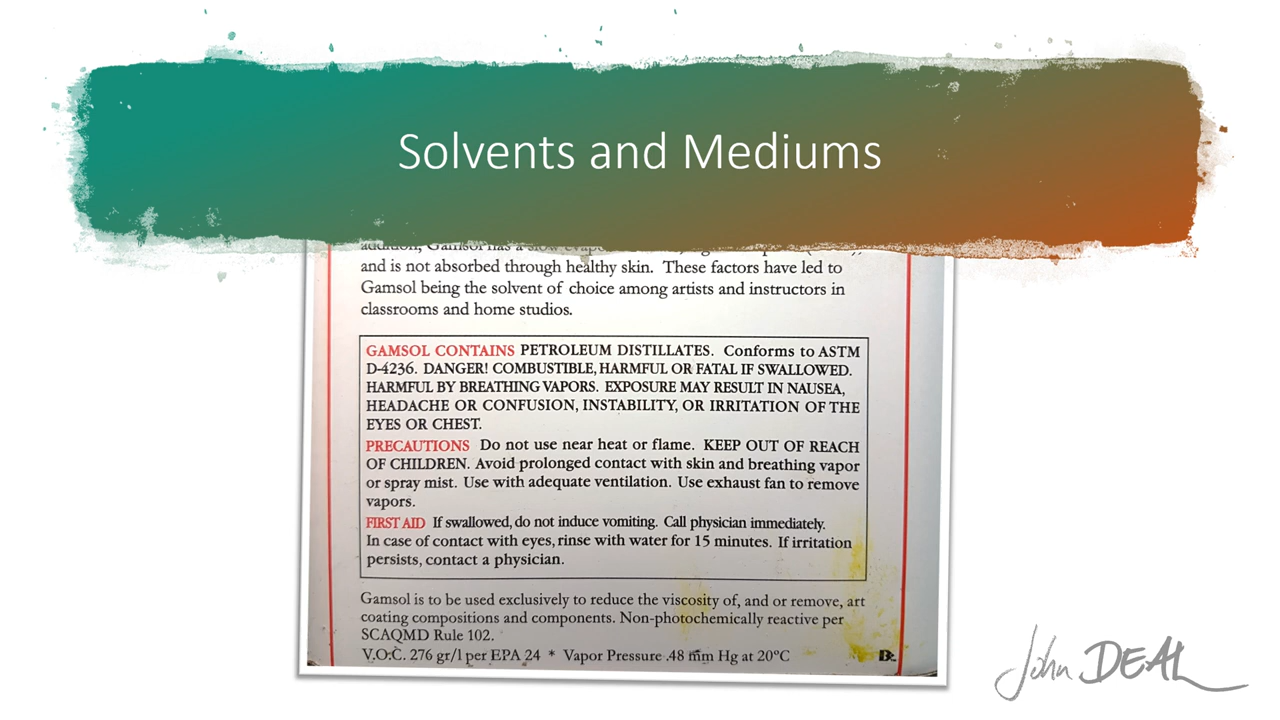 Solvents and Mediums
addition, Gamsol has a slow
and is not absorbed through healthy skin. These factors have led to
Gamsol being the solvent of choice among artists and instructors in
classrooms and home studios.
GAMSOL CONTAINS PETROLEUM DISTILLATES. Conforms to ASTM
D-4236. DANGER! COMBUSTIBLE, HARMFUL OR FATAL IF SWALLOWED.
HARMFUL BY BREATHING VAPORS. EXPOSURE MAY RESULT IN NAUSEA,
HEADACHE OR CONFUSION, INSTABILITY, OR IRRITATION OF THE
EYES OR CHEST.
PRECAUTIONS Do not use near heat or flame. KEEP OUT OF REACH
OF CHILDREN. Avoid prolonged contact with skin and breathing vapor
or spray mist. Use with adequate ventilation. Use exhaust fan to remove
vapors.
FIRST AID If swallowed, do not induce vomiting. Call physician immediately.
In case of contact with eyes, rinse with water for 15 minutes. If irritation
persists, contact a physician.
Gamsol is to be used exclusively to reduce the viscosity of, and or remove, art
coating compositions and components. Non-photochemically reactive per
SCAQMD Rule 102.
V.O.C. 276 gr/l per EPA 24 * Vapor Pressure .48 mm Hg at 20°C
John DEAL